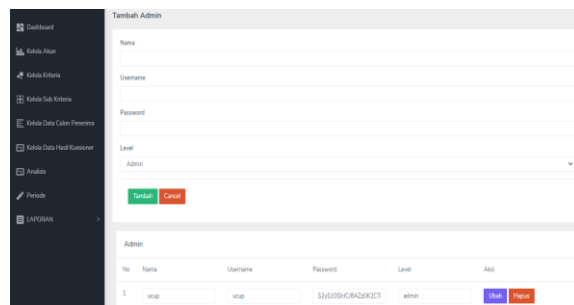 Tambah Admin
Dashboard
Kelola Akun
Kelola Kriteria
Kelola Sub Kriteria
Kelola Data Calon Penerima
Kelola Data Hasil Kuesioner
Analisis
Periode
LAPORAN
Nama
Username
Password
Level
Admin
Tambah Cancel
Admin
No Nama Username Password Level Aksi
1 ucup ucup admin Ubah Hapus